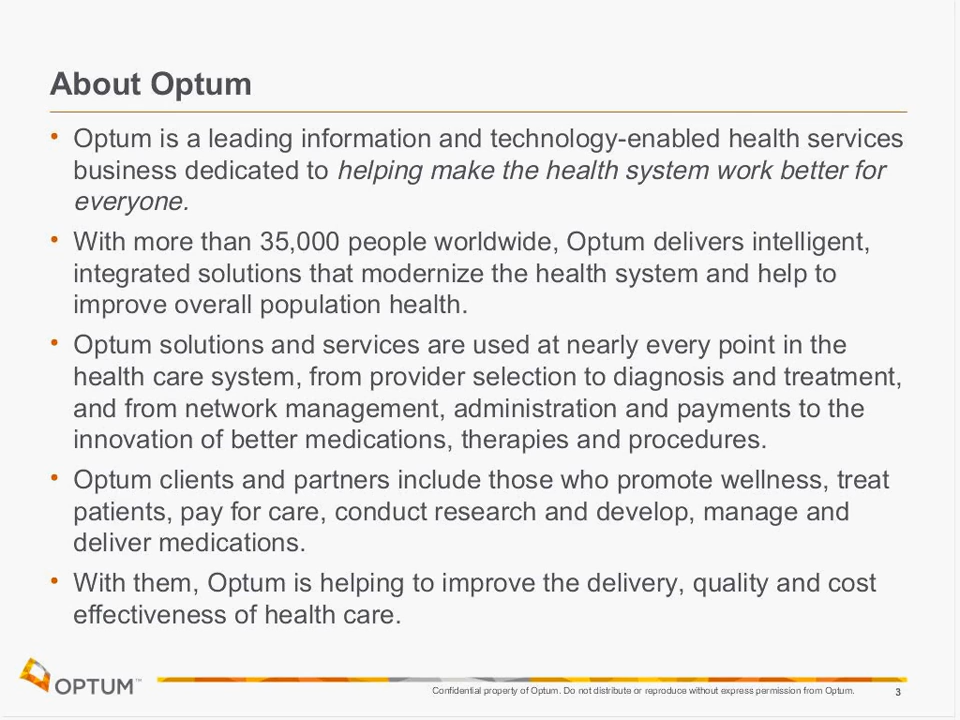 About Optum
• Optum is a leading information and technology-enabled health services
business dedicated to helping make the health system work better for
everyone.
• With more than 35,000 people worldwide, Optum delivers intelligent,
integrated solutions that modernize the health system and help to
improve overall population health.
• Optum solutions and services are used at nearly every point in the
health care system, from provider selection to diagnosis and treatment,
and from network management, administration and payments to the
innovation of better medications, therapies and procedures.
• Optum clients and partners include those who promote wellness, treat
patients, pay for care, conduct research and develop, manage and
deliver medications.
• With them, Optum is helping to improve the delivery, quality and cost
effectiveness of health care.
OPTUM™
Confidential property of Optum. Do not distribute or reproduce without express permission from Optum. 3